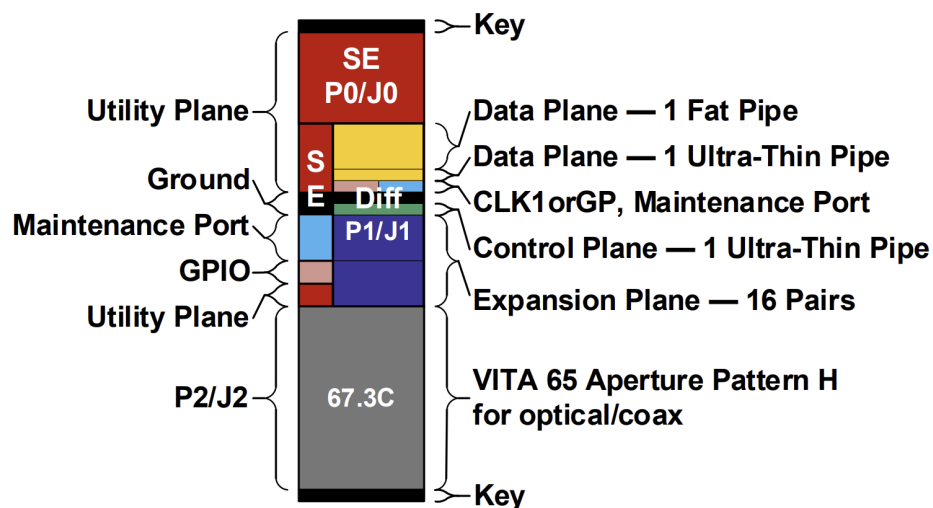 Key
SE
P0/J0
Utility Plane
Data Plane — 1 Fat Pipe
S
E
Data Plane — 1 Ultra-Thin Pipe
Ground
Diff
CLK1orGP, Maintenance Port
Maintenance Port
P1/J1
Control Plane — 1 Ultra-Thin Pipe
GPIO
Expansion Plane — 16 Pairs
Utility Plane
P2/J2
67.3C
VITA 65 Aperture Pattern H
for optical/coax
Key